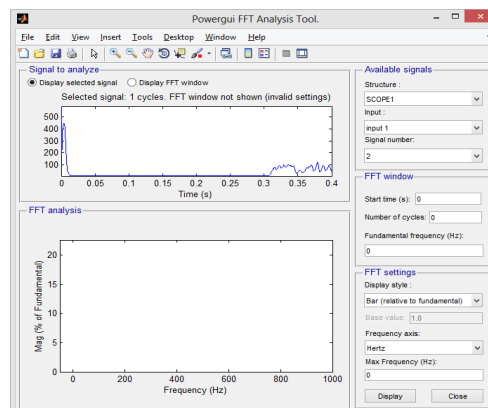 Powergui FFT Analysis Tool.
File Edit View Insert Tools Desktop Window Help
Signal to analyze
Display selected signal Display FFT window
Selected signal: 1 cycles. FFT window not shown (invalid settings)
500
400
300
200
100
0 0.05 0.1 0.15 0.2 0.25 0.3 0.35 0.4
Time (s)
FFT analysis
Mag (% of Fundamental)
20
15
10
5
0
0 200 400 600 800 1000
Frequency (Hz)
Available signals
Structure :
SCOPE1
Input :
input 1
Signal number:
2
FFT window
Start time (s): 0
Number of cycles: 0
Fundamental frequency (Hz):
0
FFT settings
Display style :
Bar (relative to fundamental)
Base value: 1.0
Frequency axis:
Hertz
Max Frequency (Hz):
0
Display Close